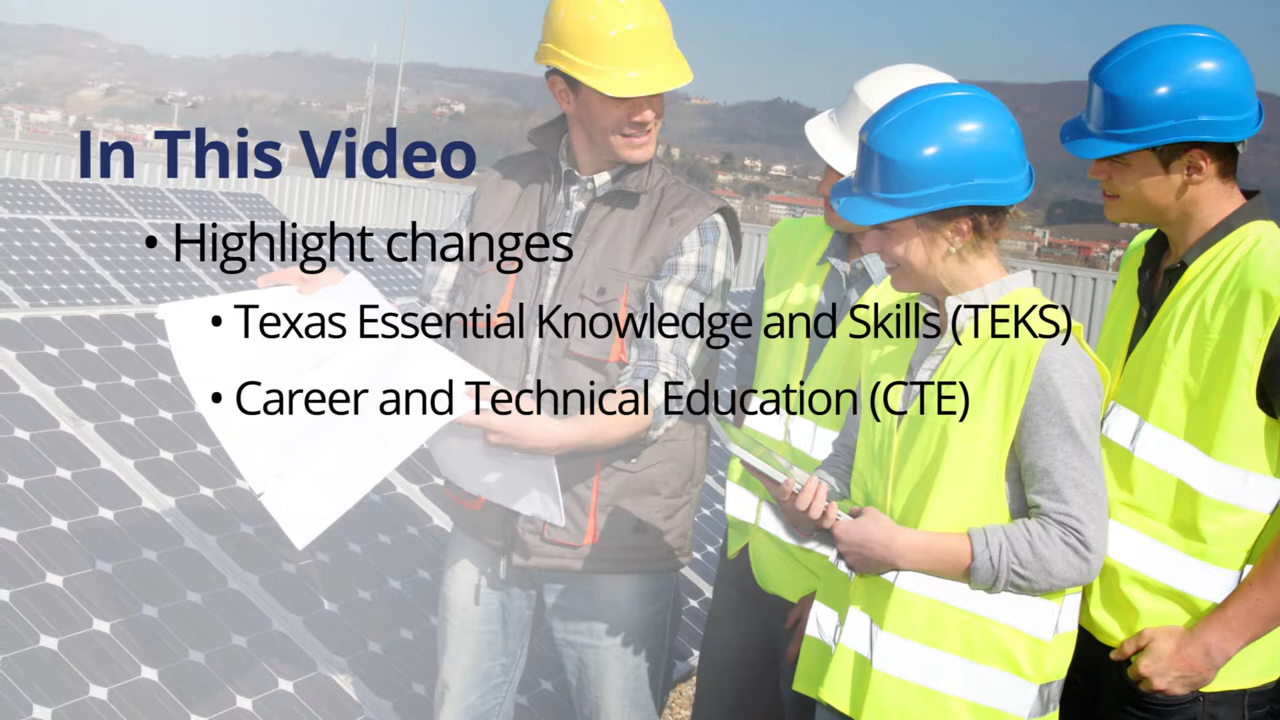 In This Video
• Highlight changes
• Texas Essential Knowledge and Skills (TEKS)
• Career and Technical Education (CTE)